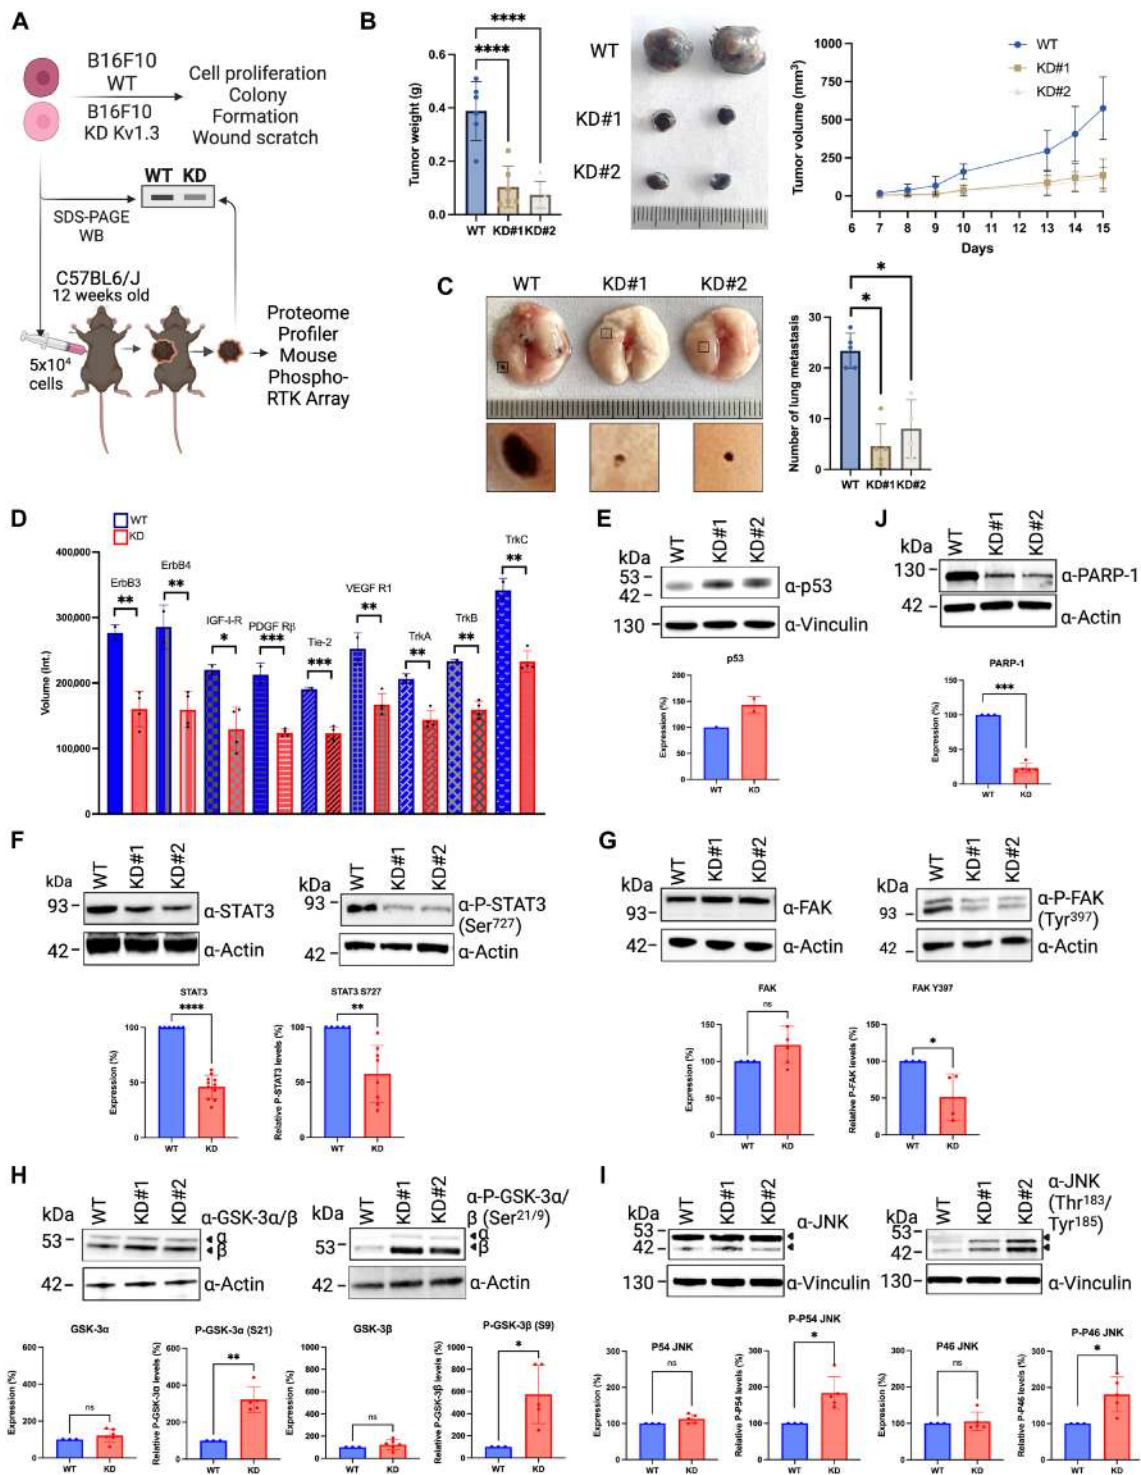 A
B16F10
WT
B16F10
KD Kv1.3
Cell proliferation
Colony
Formation
Wound scratch
WT KD
SDS-PAGE
WB
C57BL6/J
12 weeks old
5x10⁴
cells
Proteome
Profiler
Mouse
Phospho-
RTK Array
B
****
****
Tumor weight (g)
0.6
0.4
0.2
0.0
WT KD#1 KD#2
WT
KD#1
KD#2
Tumor volume (mm³)
1000
750
500
250
0
6 7 8 9 10 11 12 13 14 15
Days
WT
KD#1
KD#2
C
WT KD#1 KD#2
*
*
Number of lung metastasis
40
30
20
10
0
WT KD#1 KD#2
D
WT
KD
Volume (Int.)
400,000
300,000
200,000
100,000
0
ErbB3
**
ErbB4
**
IGF-I-R
*
PDGF Rβ
***
Tie-2
***
VEGF R1
**
TrkA
**
TrkB
**
TrkC
**
E
kDa
WT KD#1 KD#2
53
42
α-p53
130
α-Vinculin
p53
Expression (%)
200
150
100
50
0
WT KD
J
kDa
WT KD#1 KD#2
130
α-PARP-1
42
α-Actin
PARP-1
***
Expression (%)
150
100
50
0
WT KD
F
kDa
WT KD#1 KD#2
93
α-STAT3
42
α-Actin
kDa
WT KD#1 KD#2
93
α-P-STAT3
(Ser⁷²⁷)
42
α-Actin
STAT3
****
Expression (%)
100
50
0
WT KD
STAT3 S727
**
Relative P-STAT3 levels (%)
100
50
0
WT KD
G
kDa
WT KD#1 KD#2
93
α-FAK
42
α-Actin
kDa
WT KD#1 KD#2
93
α-P-FAK
(Tyr³⁹⁷)
42
α-Actin
FAK
ns
Expression (%)
150
100
50
0
WT KD
FAK Y397
*
Relative P-FAK levels (%)
150
100
50
0
WT KD
H
kDa
WT KD#1 KD#2
α-GSK-3α/β
53
α
β
42
α-Actin
kDa
WT KD#1 KD#2
α-P-GSK-3α/
β (Ser²¹/⁹)
53
α
β
42
α-Actin
GSK-3α
ns
Expression (%)
600
400
200
100
0
WT KD
P-GSK-3α (S21)
**
Relative P-GSK-3α levels (%)
600
400
200
100
0
WT KD
GSK-3β
ns
Expression (%)
1000
800
600
400
200
100
0
WT KD
P-GSK-3β (S9)
*
Relative P-GSK-3β levels (%)
1000
800
600
400
200
100
0
WT KD
I
kDa
WT KD#1 KD#2
α-JNK
53
42
130
α-Vinculin
kDa
WT KD#1 KD#2
α-JNK
(Thr¹⁸³/
Tyr¹⁸⁵)
53
42
130
α-Vinculin
P54 JNK
ns
Expression (%)
300
200
150
100
50
0
WT KD
P-P54 JNK
*
Relative P-P54 levels (%)
300
200
150
100
50
0
WT KD
P46 JNK
ns
Expression (%)
300
200
150
100
50
0
WT KD
P-P46 JNK
*
Relative P-P46 levels (%)
300
200
150
100
50
0
WT KD